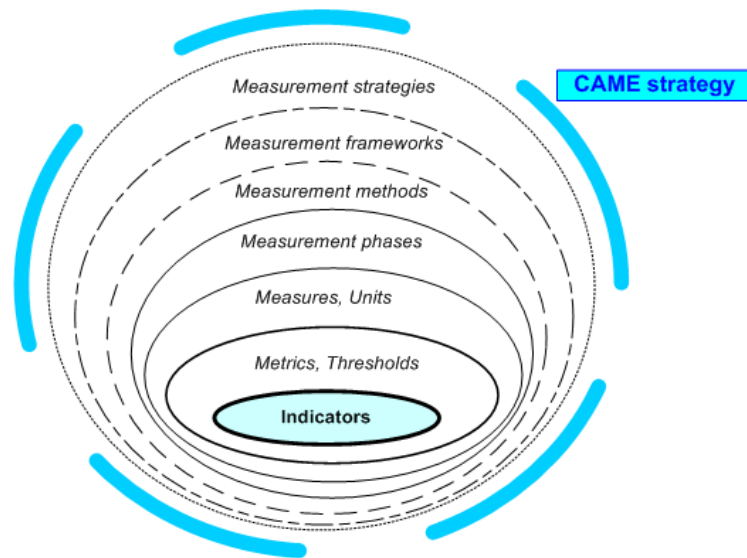 CAME strategy
Measurement strategies
Measurement frameworks
Measurement methods
Measurement phases
Measures, Units
Metrics, Thresholds
Indicators